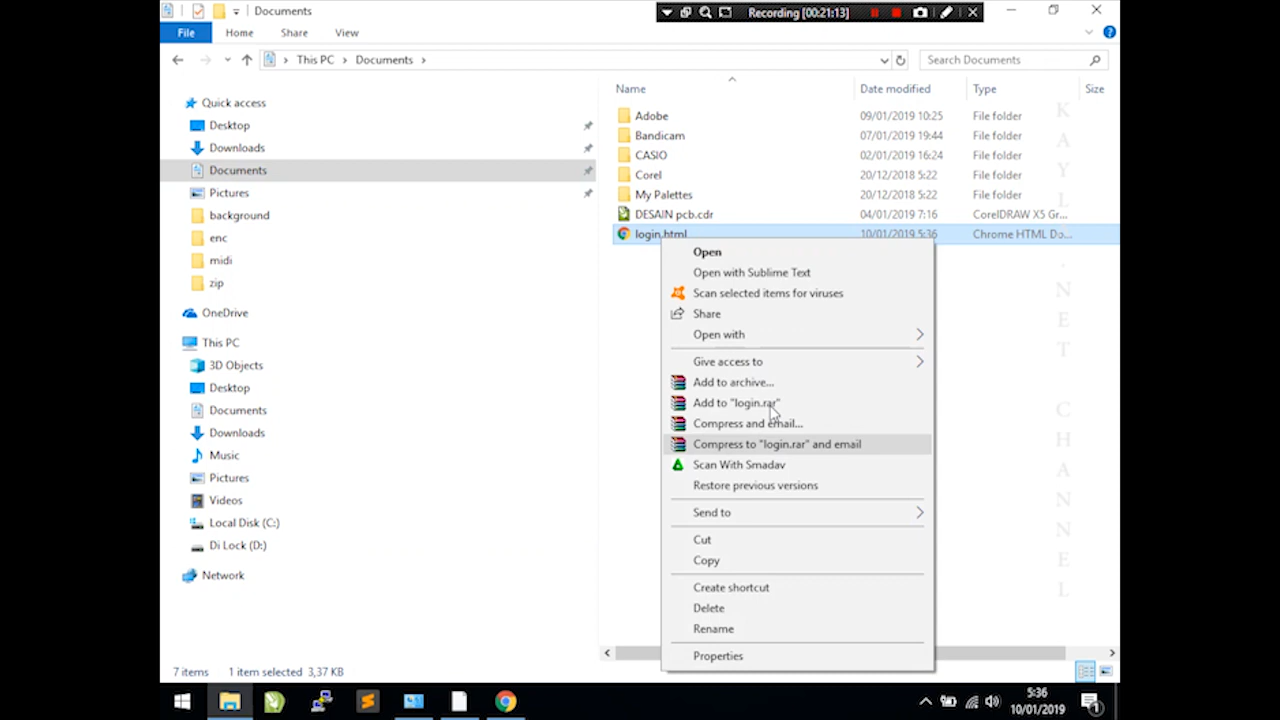 Documents
Recording [00:21:13]
File
Home
Share
View
This PC
Documents
Search Documents
Quick access
Desktop
Downloads
Documents
Pictures
background
enc
midi
zip
OneDrive
This PC
3D Objects
Desktop
Documents
Downloads
Music
Pictures
Videos
Local Disk (C:)
Di Lock (D:)
Network
Name Date modified Type Size
Adobe 09/01/2019 10:25 File folder
Bandicam 07/01/2019 19:44 File folder
CASIO 02/01/2019 16:24 File folder
Corel 20/12/2018 5:22 File folder
My Palettes 20/12/2018 5:22 File folder
DESAIN pcb.cdr 04/01/2019 7:16 CorelDRAW X5 Gr...
login.html 10/01/2019 5:36 Chrome HTML Do...
Open
Open with Sublime Text
Scan selected items for viruses
Share
Open with
Give access to
Add to archive...
Add to "login.rar"
Compress and email...
Compress to "login.rar" and email
Scan With Smadav
Restore previous versions
Send to
Cut
Copy
Create shortcut
Delete
Rename
Properties
7 items 1 item selected 3,37 KB
5:36
10/01/2019
1